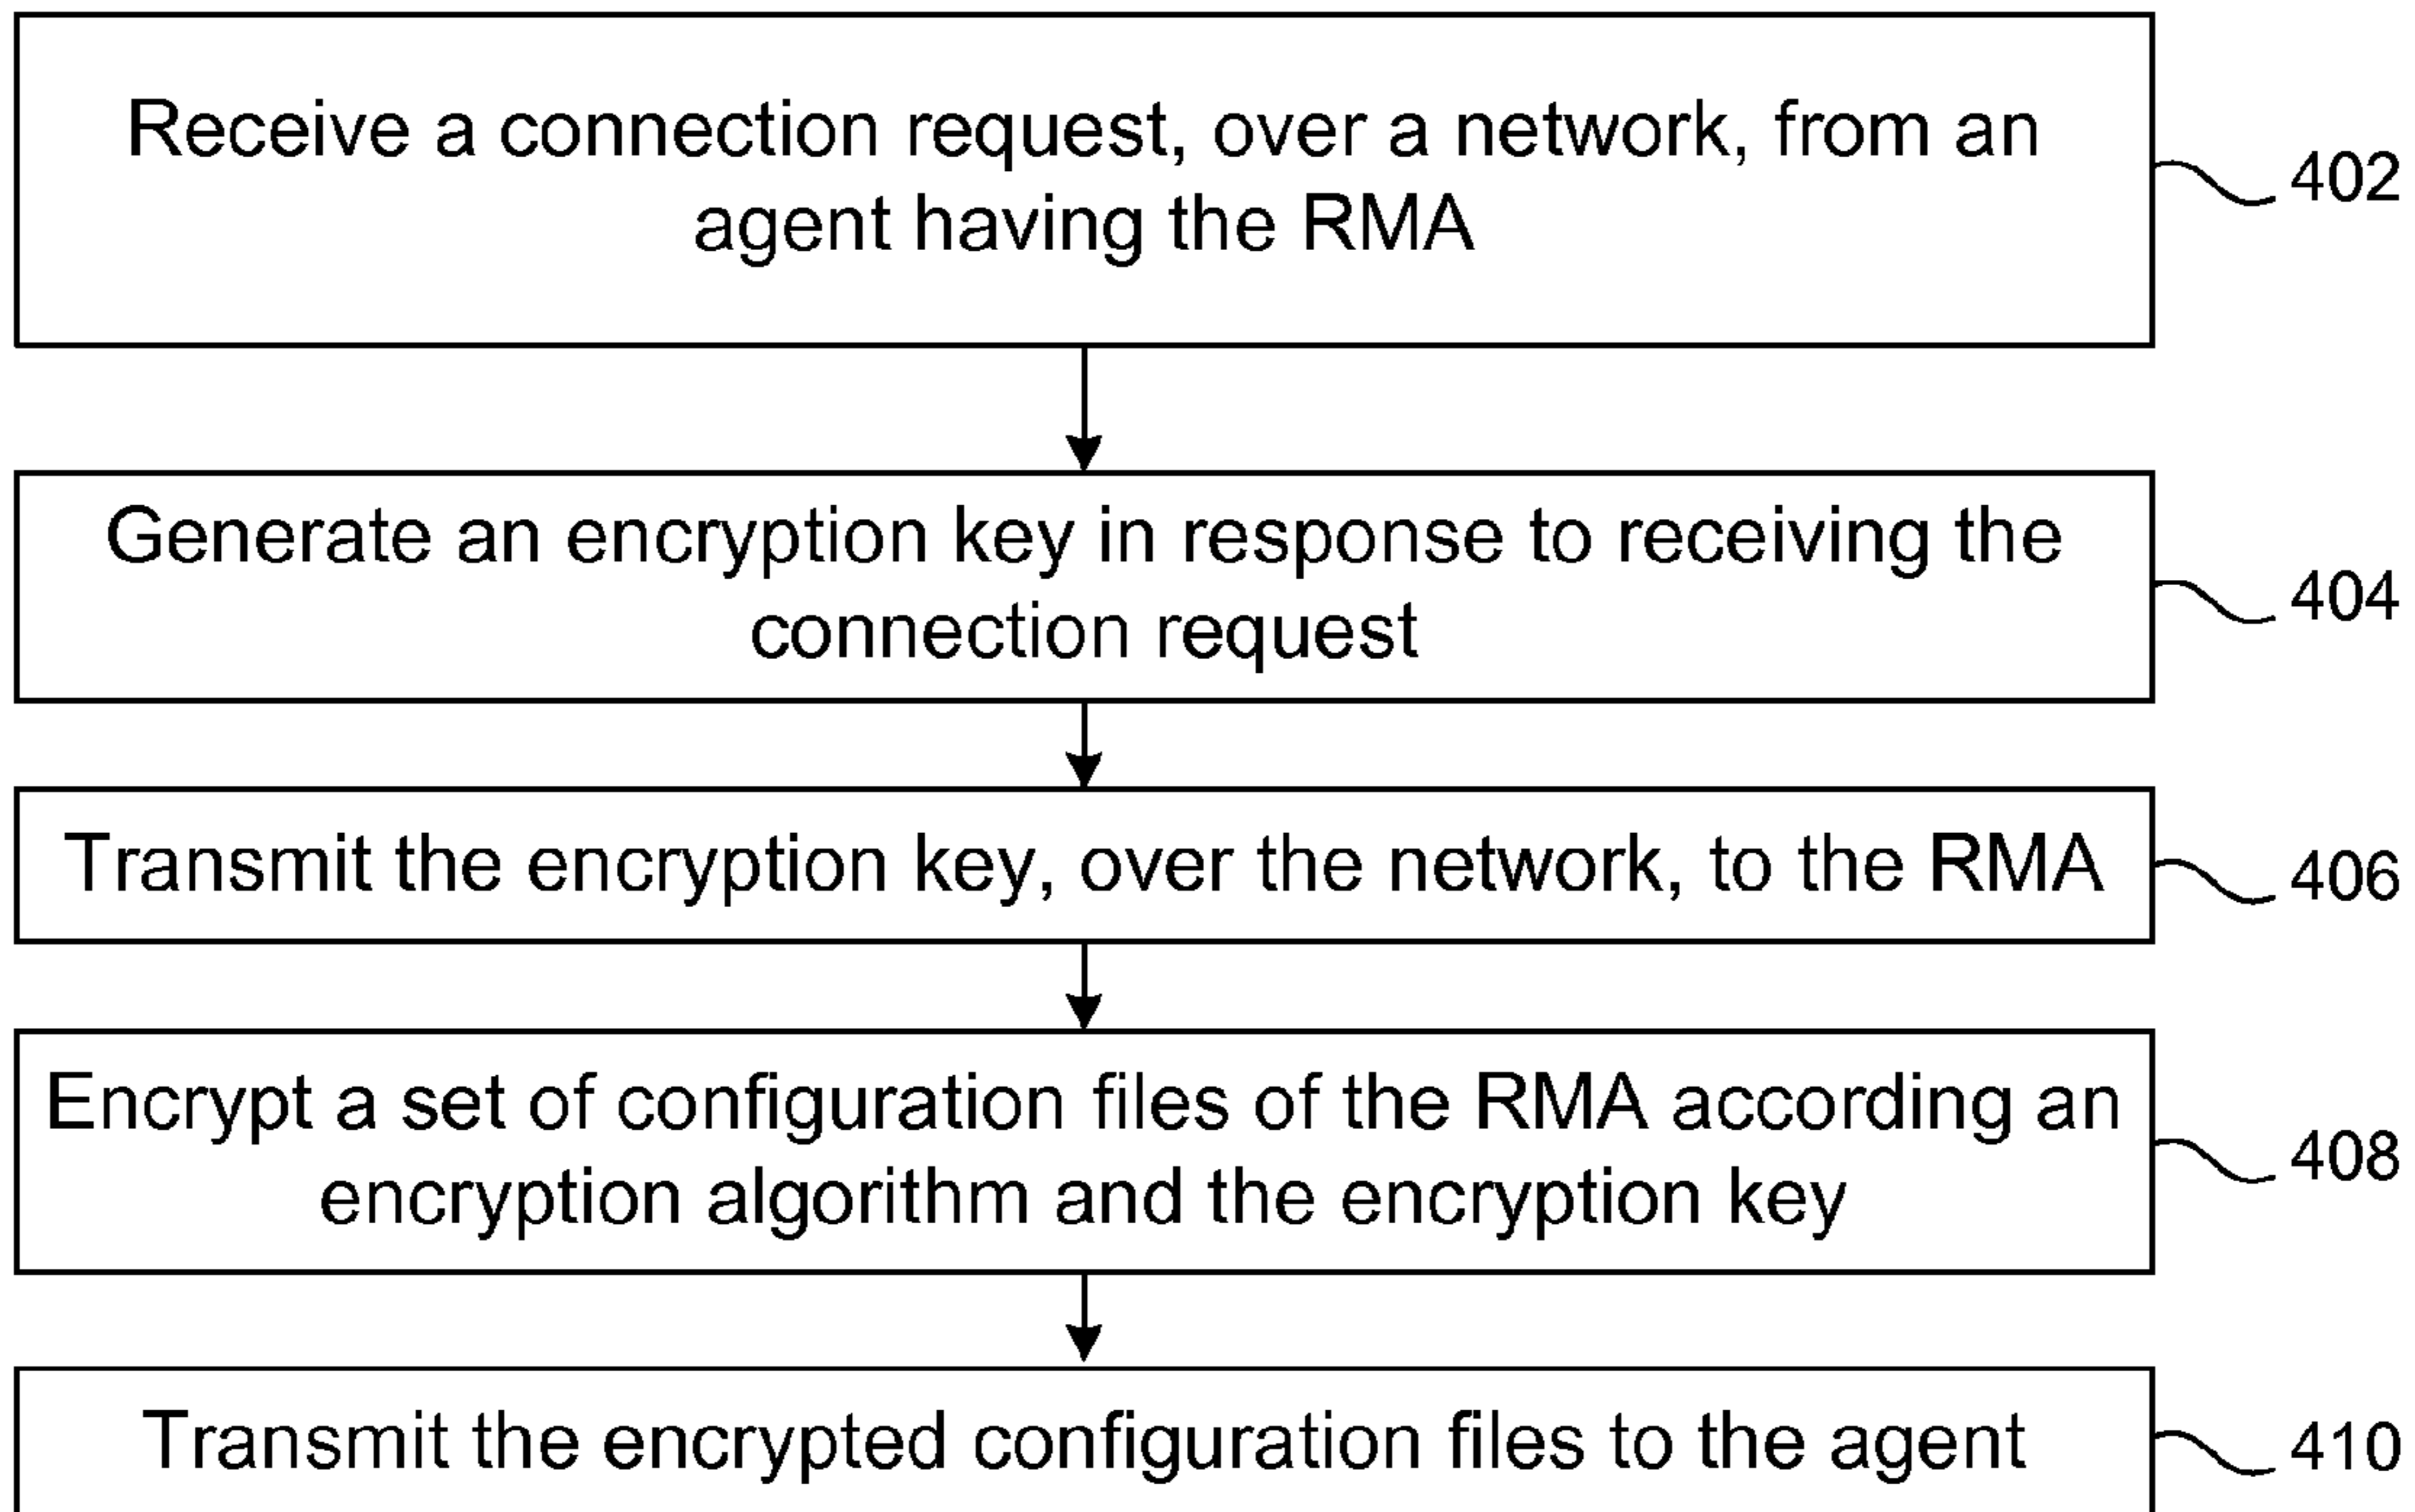 Receive a connection request, over a network, from an
agent having the RMA
402
Generate an encryption key in response to receiving the
connection request
404
Transmit the encryption key, over the network, to the RMA
406
Encrypt a set of configuration files of the RMA according an
encryption algorithm and the encryption key
408
Transmit the encrypted configuration files to the agent
410